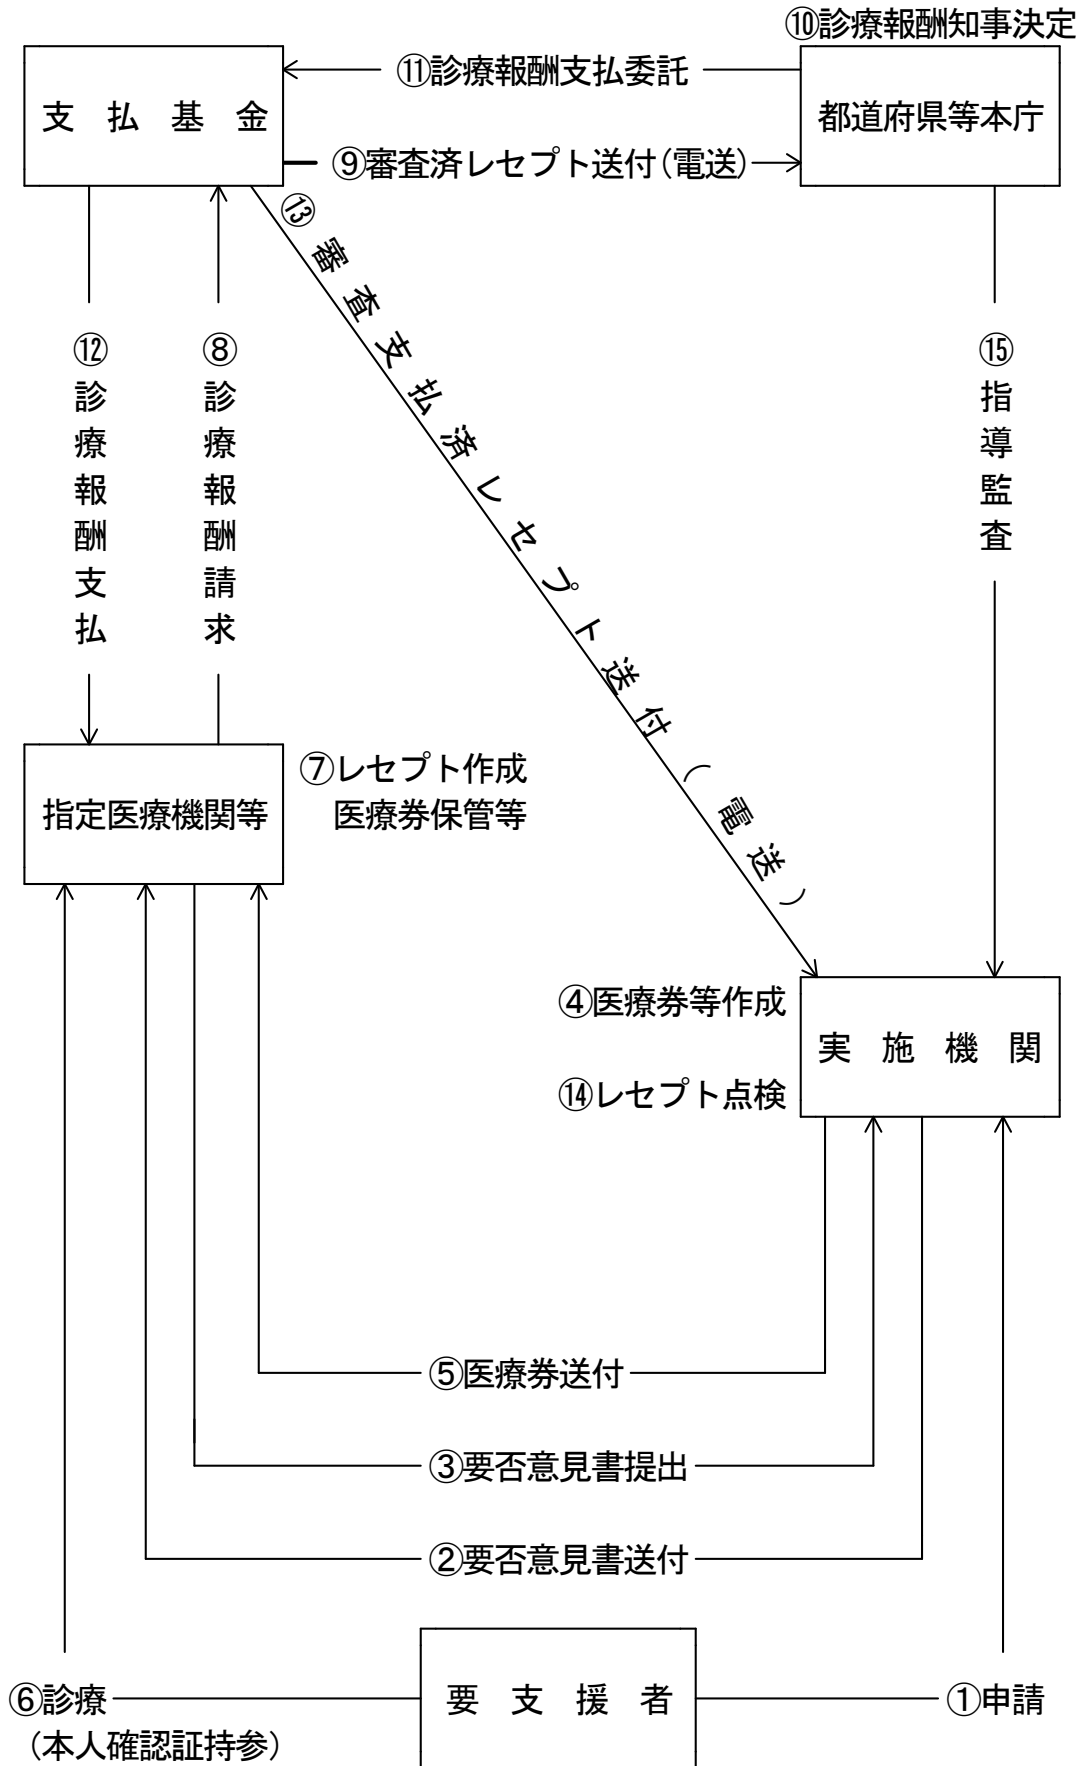 ⑩診療報酬知事決定
支払基金
⑪診療報酬支払委託
都道府県等本庁
⑨審査済レセプト送付(電送)
⑬審査支払済レセプト送付(電送)
⑫診療報酬支払
⑧診療報酬請求
⑮指導監査
指定医療機関等
⑦レセプト作成
医療券保管等
④医療券等作成
実施機関
⑭レセプト点検
⑤医療券送付
③要否意見書提出
②要否意見書送付
⑥診療
(本人確認証持参)
要支援者
①申請